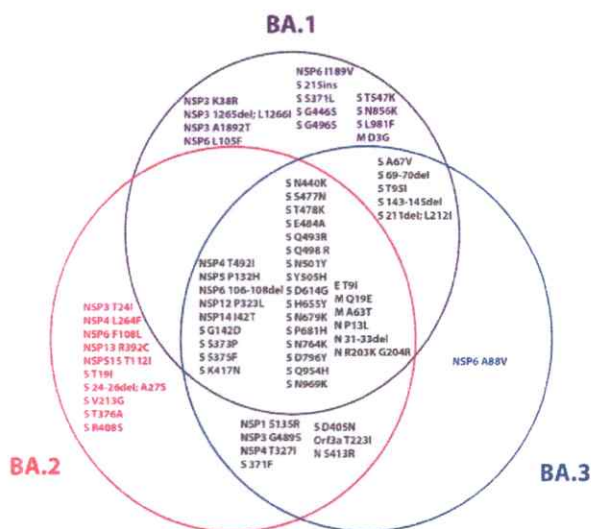 BA.1
NSP3 K38R
NSP3 1265del; L1266I
NSP3 A1892T
NSP6 L105F
NSP6 I189V
S 215ins
S S371L
S G446S
S G496S
S T547K
S N856K
S L981F
M D3G
S A67V
S 69-70del
S T95I
S 143-145del
S 211del; L212I
NSP4 T492I
NSP5 P132H
NSP6 106-108del
NSP12 P323L
NSP14 I42T
S G142D
S S373P
S S375F
S K417N
S N440K
S S477N
S T478K
S E484A
S Q493R
S Q498 R
S N501Y
S Y505H
S D614G
S H655Y
S N679K
S P681H
S N764K
S D796Y
S Q954H
S N969K
E T9I
M Q19E
M A63T
N P13L
N 31-33del
N R203K G204R
NSP3 T24I
NSP4 L264F
NSP6 F108L
NSP13 R392C
NSPS15 T112I
S T19I
S 24-26del; A27S
S V213G
S T376A
S R408S
NSP6 A88V
NSP1 S135R
NSP3 G489S
NSP4 T327I
S 371F
S D405N
Orf3a T223I
N S413R
BA.2
BA.3